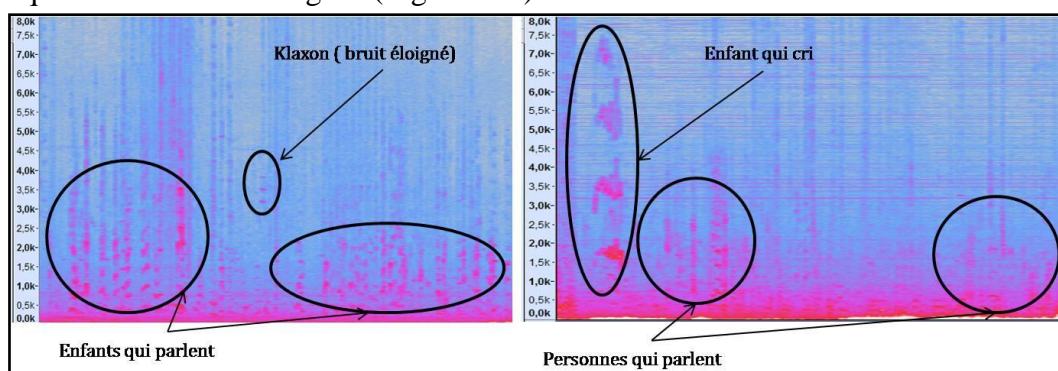 8,0k
7,5k
7,0k
6,5k
6,0k
5,5k
5,0k
4,5k
4,0k
3,5k
3,0k
2,5k
2,0k
1,5k
1,0k
0,5k
0,0k
Klaxon ( bruit éloigné)
Enfants qui parlent
8,0k
7,5k
7,0k
6,5k
6,0k
5,5k
5,0k
4,5k
4,0k
3,5k
3,0k
2,5k
2,0k
1,5k
1,0k
0,5k
0,0k
Enfant qui cri
Personnes qui parlent